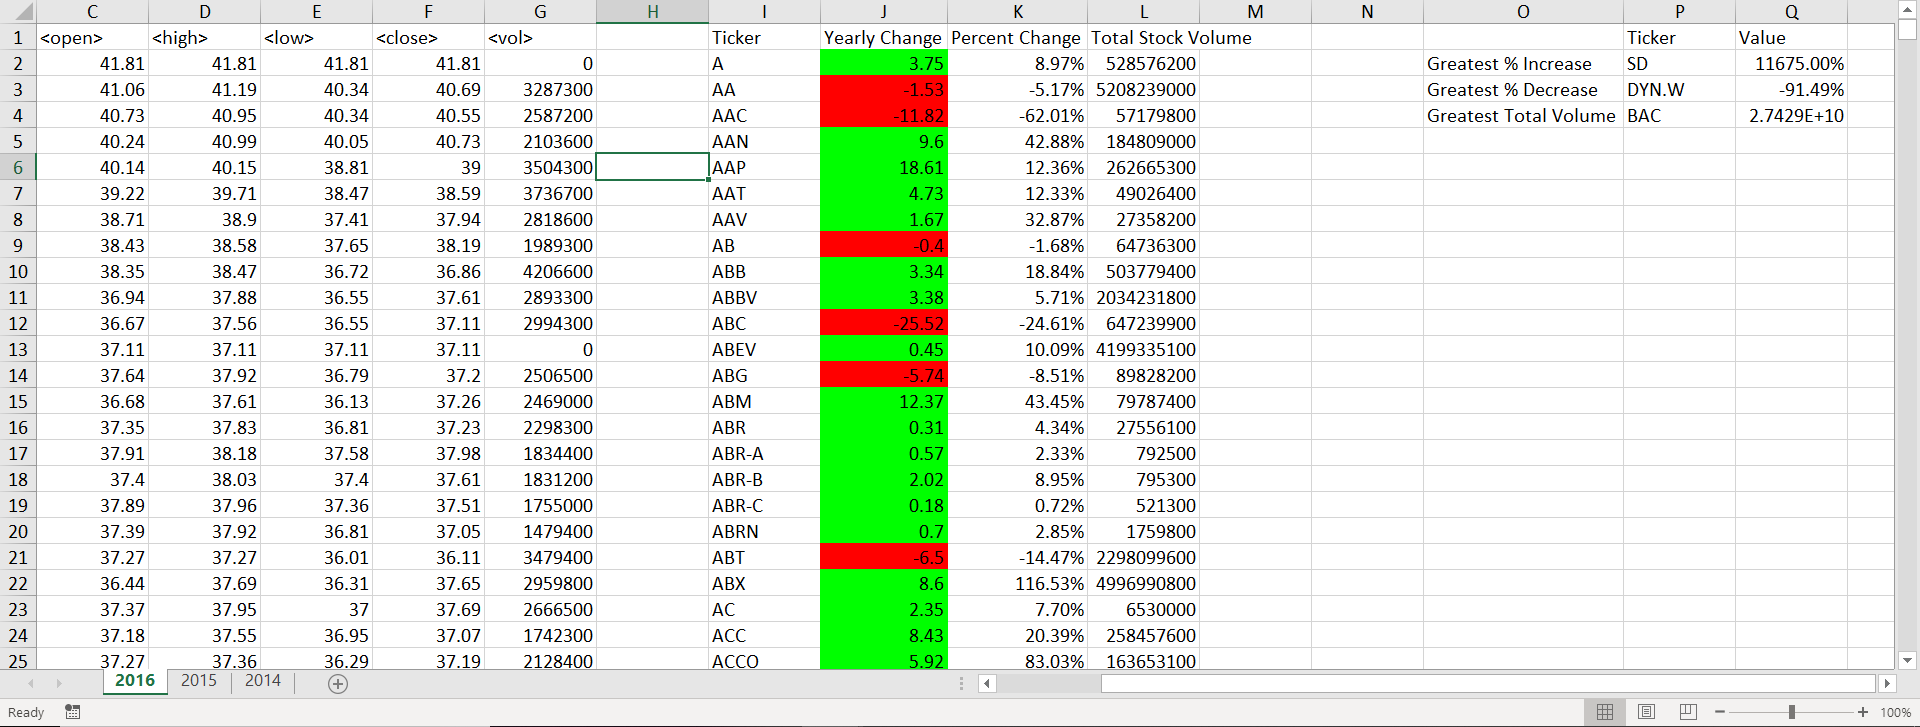 C D E F G H I J K L M N O P Q
1 <open> <high> <low> <close> <vol> Ticker Yearly Change Percent Change Total Stock Volume Ticker Value
2 41.81 41.81 41.81 41.81 0 A 3.75 8.97% 528576200 Greatest % Increase SD 11675.00%
3 41.06 41.19 40.34 40.69 3287300 AA -1.53 -5.17% 5208239000 Greatest % Decrease DYN.W -91.49%
4 40.73 40.95 40.34 40.55 2587200 AAC -11.82 -62.01% 57179800 Greatest Total Volume BAC 2.7429E+10
5 40.24 40.99 40.05 40.73 2103600 AAN 9.6 42.88% 184809000
6 40.14 40.15 38.81 39 3504300 AAP 18.61 12.36% 262665300
7 39.22 39.71 38.47 38.59 3736700 AAT 4.73 12.33% 49026400
8 38.71 38.9 37.41 37.94 2818600 AAV 1.67 32.87% 27358200
9 38.43 38.58 37.65 38.19 1989300 AB -0.4 -1.68% 64736300
10 38.35 38.47 36.72 36.86 4206600 ABB 3.34 18.84% 503779400
11 36.94 37.88 36.55 37.61 2893300 ABBV 3.38 5.71% 2034231800
12 36.67 37.56 36.55 37.11 2994300 ABC -25.52 -24.61% 647239900
13 37.11 37.11 37.11 37.11 0 ABEV 0.45 10.09% 4199335100
14 37.64 37.92 36.79 37.2 2506500 ABG -5.74 -8.51% 89828200
15 36.68 37.61 36.13 37.26 2469000 ABM 12.37 43.45% 79787400
16 37.35 37.83 36.81 37.23 2298300 ABR 0.31 4.34% 27556100
17 37.91 38.18 37.58 37.98 1834400 ABR-A 0.57 2.33% 792500
18 37.4 38.03 37.4 37.61 1831200 ABR-B 2.02 8.95% 795300
19 37.89 37.96 37.36 37.51 1755000 ABR-C 0.18 0.72% 521300
20 37.39 37.92 36.81 37.05 1479400 ABRN 0.7 2.85% 1759800
21 37.27 37.27 36.01 36.11 3479400 ABT -6.5 -14.47% 2298099600
22 36.44 37.69 36.31 37.65 2959800 ABX 8.6 116.53% 4996990800
23 37.37 37.95 37 37.69 2666500 AC 2.35 7.70% 6530000
24 37.18 37.55 36.95 37.07 1742300 ACC 8.43 20.39% 258457600
25 37.27 37.36 36.29 37.19 2128400 ACCO 5.92 83.03% 163653100
2016 2015 2014
Ready 100%